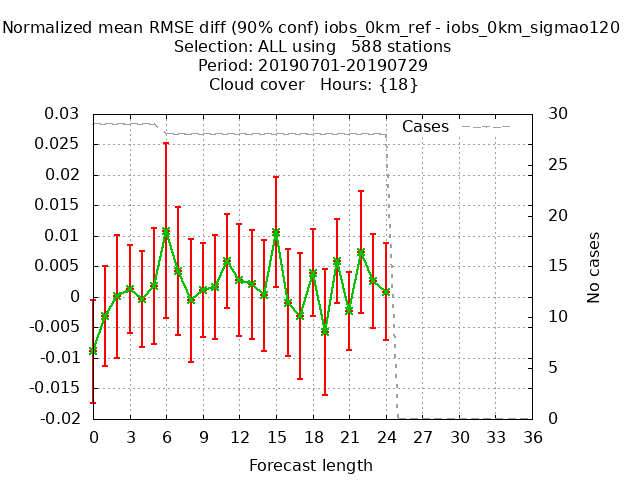 Normalized mean RMSE diff (90% conf) iobs_0km_ref - iobs_0km_sigmao120
Selection: ALL using   588 stations
Period: 20190701-20190729
Cloud cover   Hours: {18}
0.03
0.025
0.02
0.015
0.01
0.005
0
-0.005
-0.01
-0.015
-0.02
Cases
30
25
20
15
10
5
0
No cases
0 3 6 9 12 15 18 21 24 27 30 33 36
Forecast length